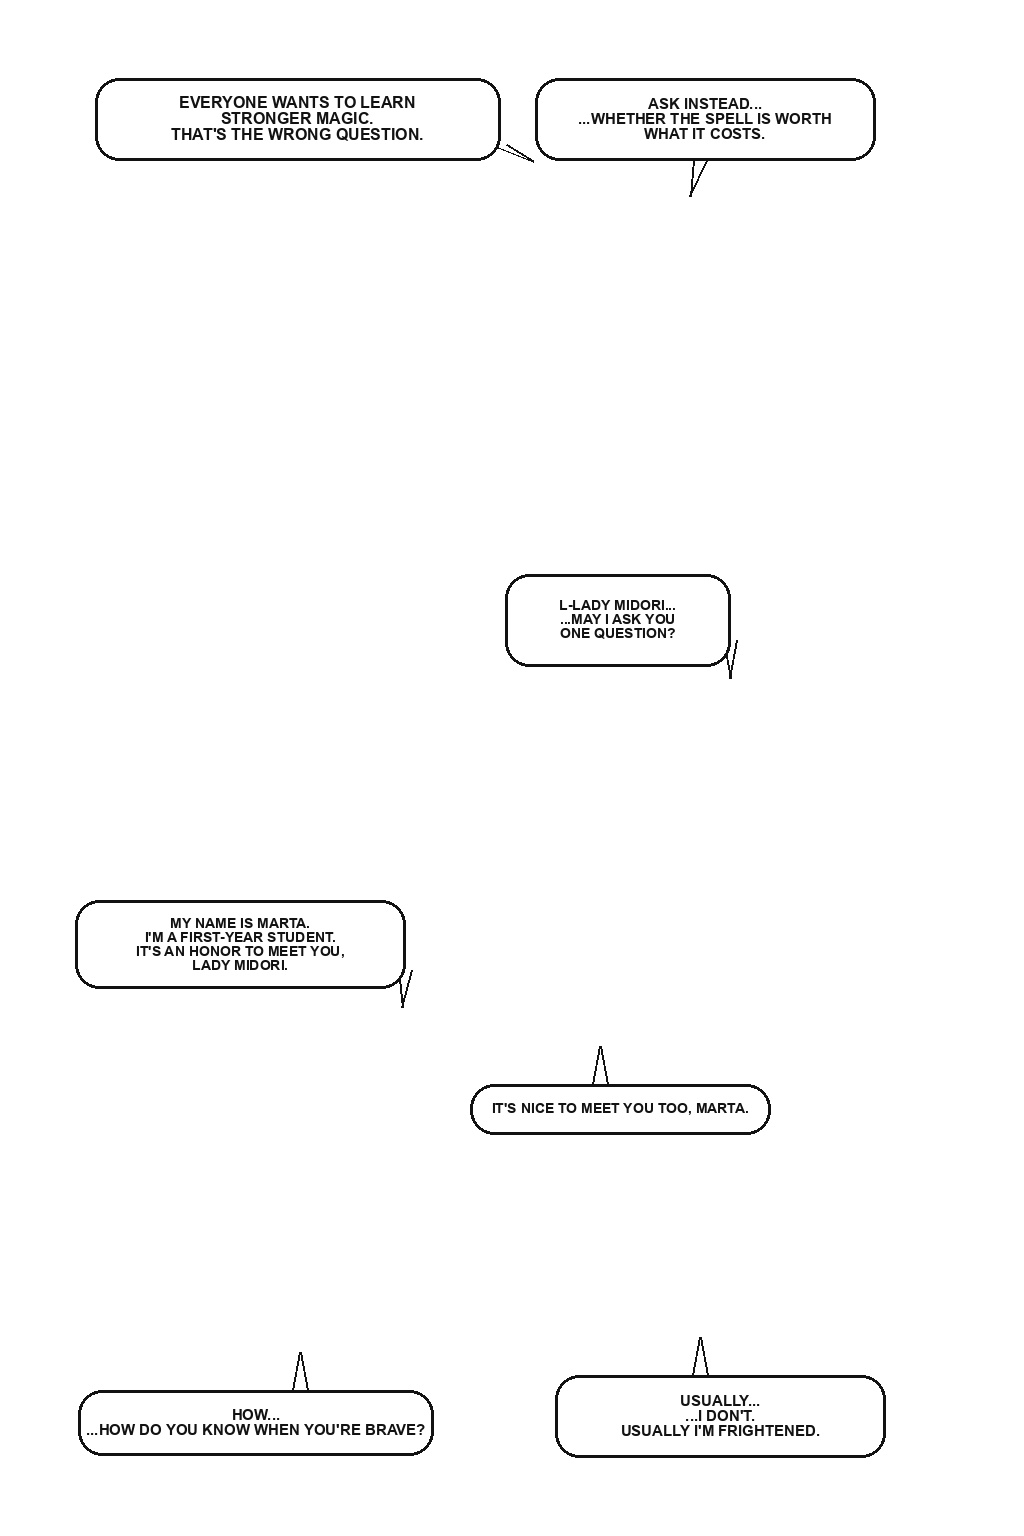 EVERYONE WANTS TO LEARN
STRONGER MAGIC.
THAT'S THE WRONG QUESTION.
ASK INSTEAD...
...WHETHER THE SPELL IS WORTH
WHAT IT COSTS.
L-LADY MIDORI...
...MAY I ASK YOU
ONE QUESTION?
MY NAME IS MARTA.
I'M A FIRST-YEAR STUDENT.
IT'S AN HONOR TO MEET YOU,
LADY MIDORI.
IT'S NICE TO MEET YOU TOO, MARTA.
HOW...
...HOW DO YOU KNOW WHEN YOU'RE BRAVE?
USUALLY...
...I DON'T.
USUALLY I'M FRIGHTENED.